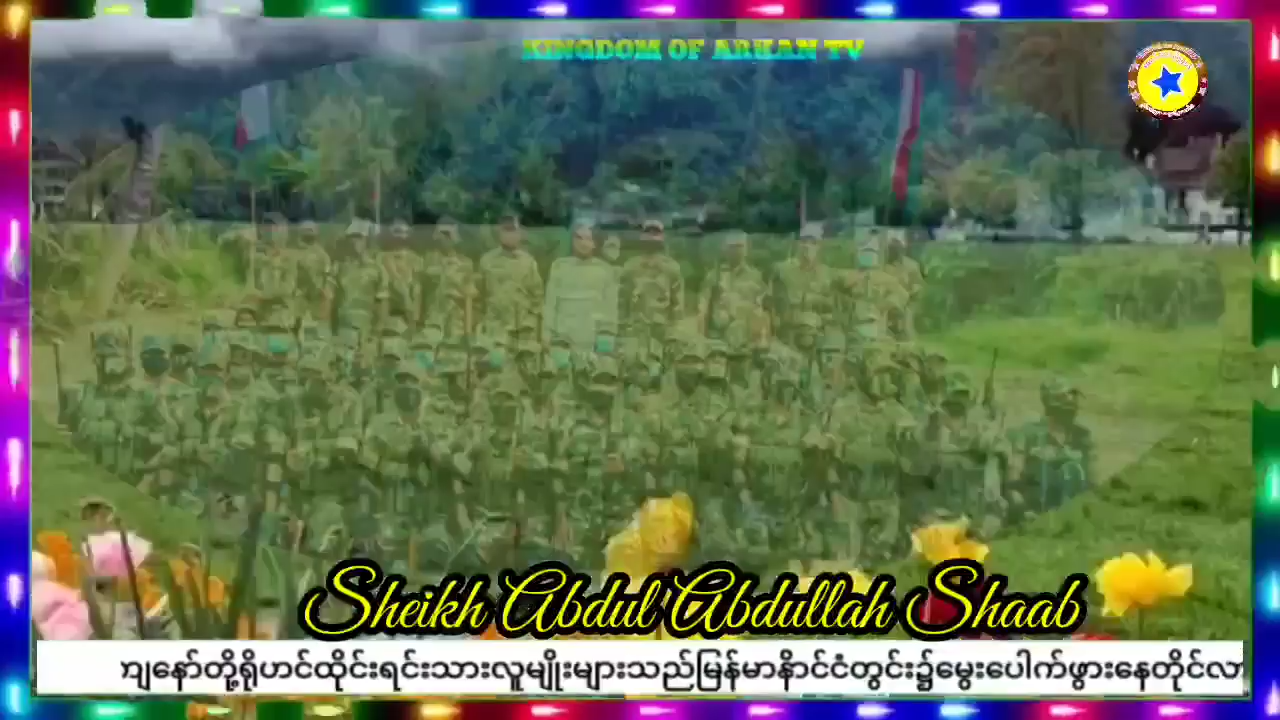 KINGDOM OF ARKAN TV
Sheikh Abdul Abdullah Shaab
ကျနော်တို့ရိုဟင်ထိုင်းရင်းသားလူမျိုးများသည်မြန်မာနိုင်ငံတွင်း၌မွေးပေါက်ဖွားနေတိုင်လာ